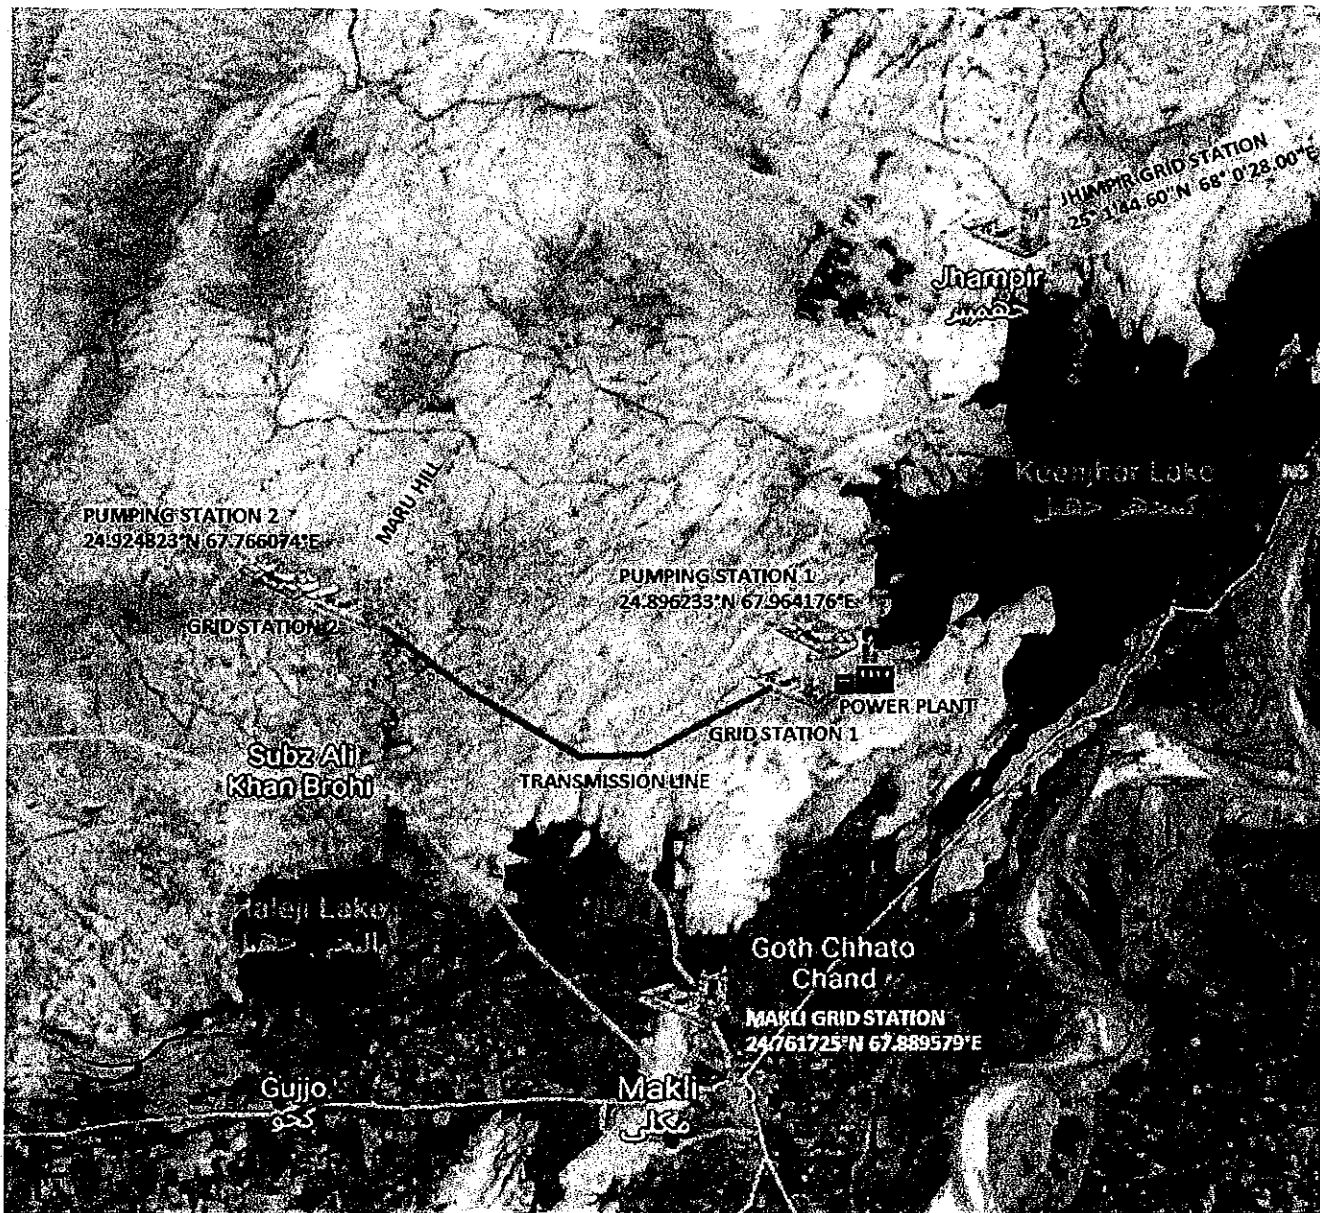 JHIMPIR GRID STATION
25° 1'44.60"N 68° 0'28.00"E
Jhampir
Keenjhar Lake
MARU HILL
PUMPING STATION 2
24.924823°N 67.766074°E
GRID STATION 2
PUMPING STATION 1
24.896233°N 67.964176°E
POWER PLANT
GRID STATION 1
TRANSMISSION LINE
Subz Ali
Khan Brohi
Haleji Lake
Goth Chhato
Chand
MAKLI GRID STATION
24.761725°N 67.889579°E
Gujjo
گجو
Makli
مکلی